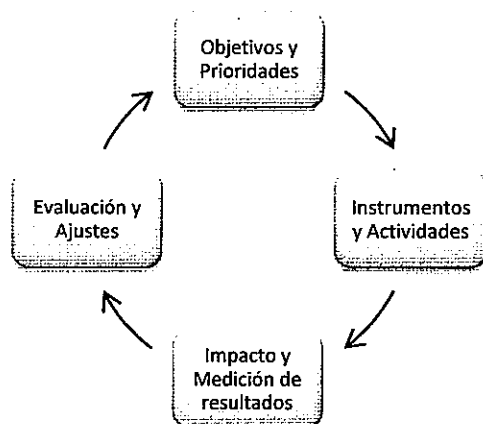 Objetivos y
Prioridades
Instrumentos
y Actividades
Impacto y
Medición de
resultados
Evaluación y
Ajustes